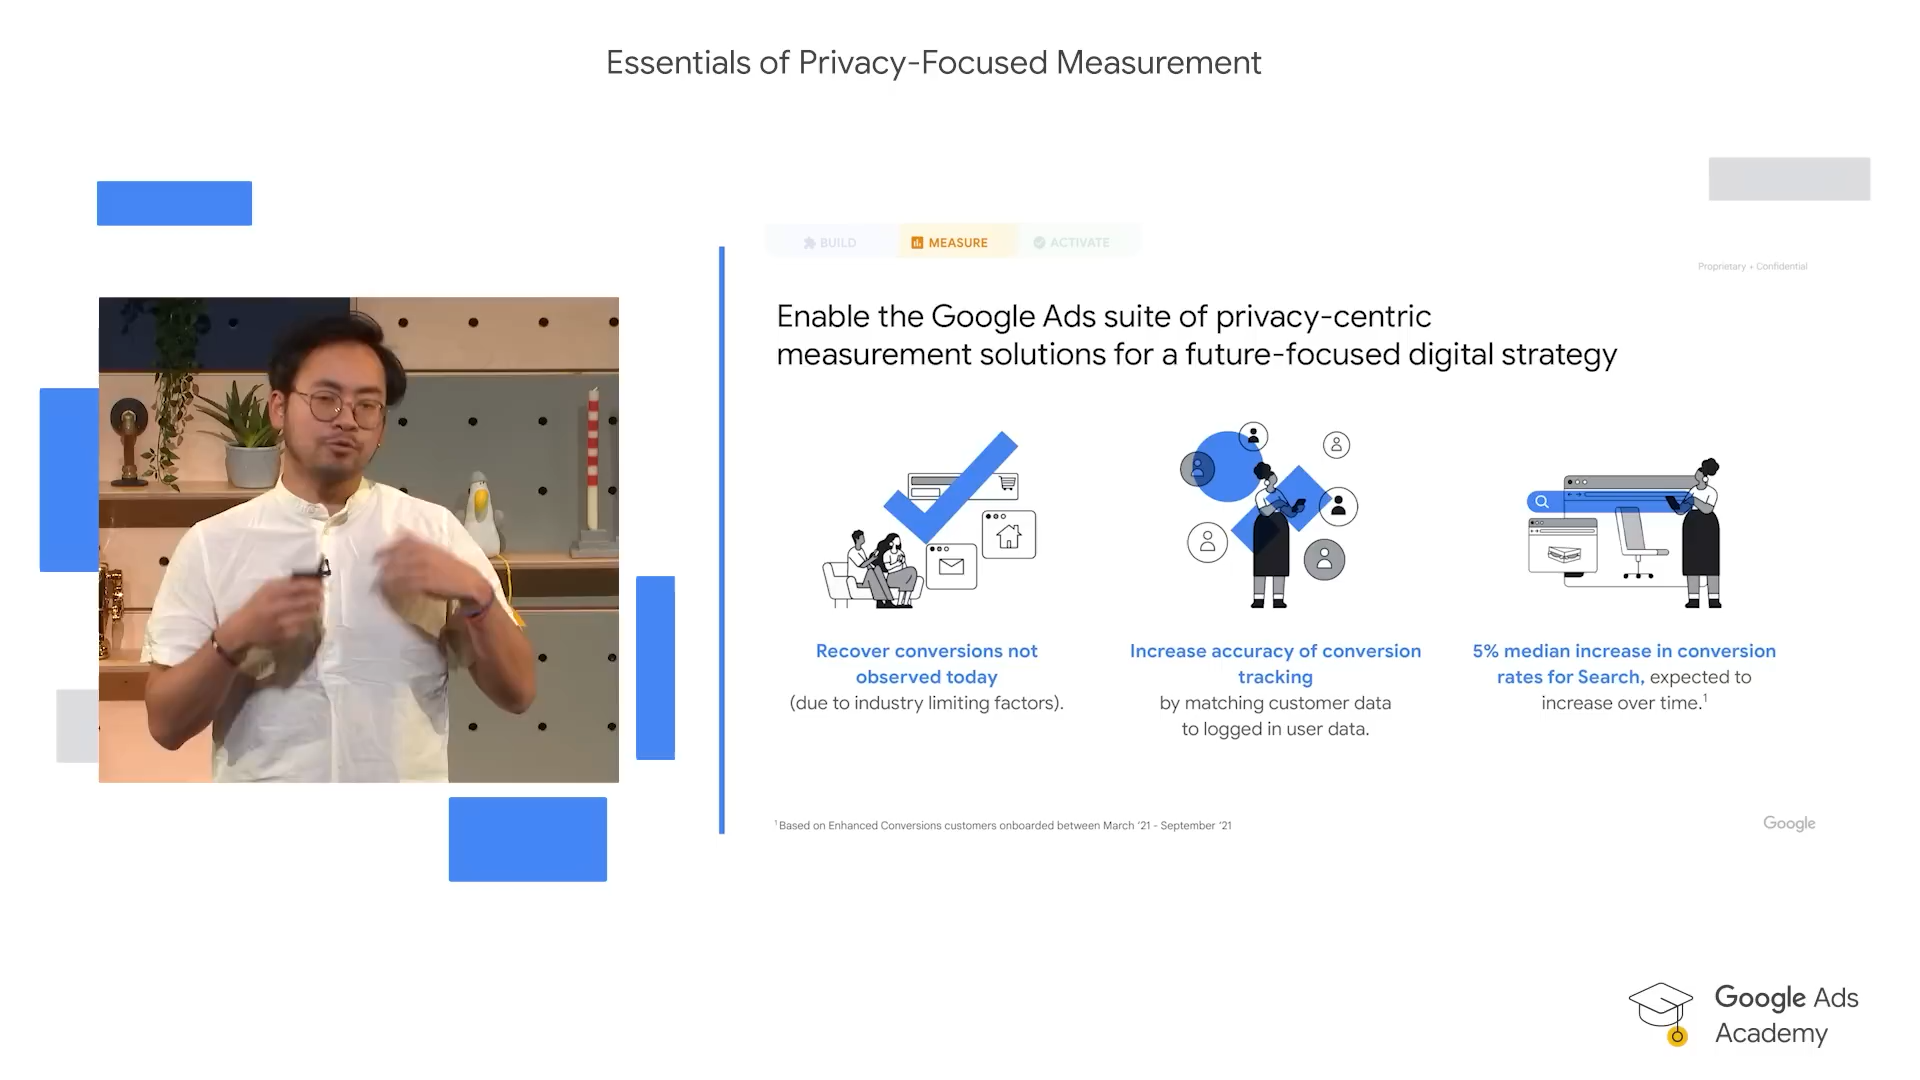 Essentials of Privacy-Focused Measurement
BUILD
MEASURE
ACTIVATE
Proprietary + Confidential
Enable the Google Ads suite of privacy-centric
measurement solutions for a future-focused digital strategy
Recover conversions not
observed today
(due to industry limiting factors).
Increase accuracy of conversion
tracking
by matching customer data
to logged in user data.
5% median increase in conversion
rates for Search, expected to
increase over time.¹
¹ Based on Enhanced Conversions customers onboarded between March ‘21 - September ‘21
Google
Google Ads
Academy